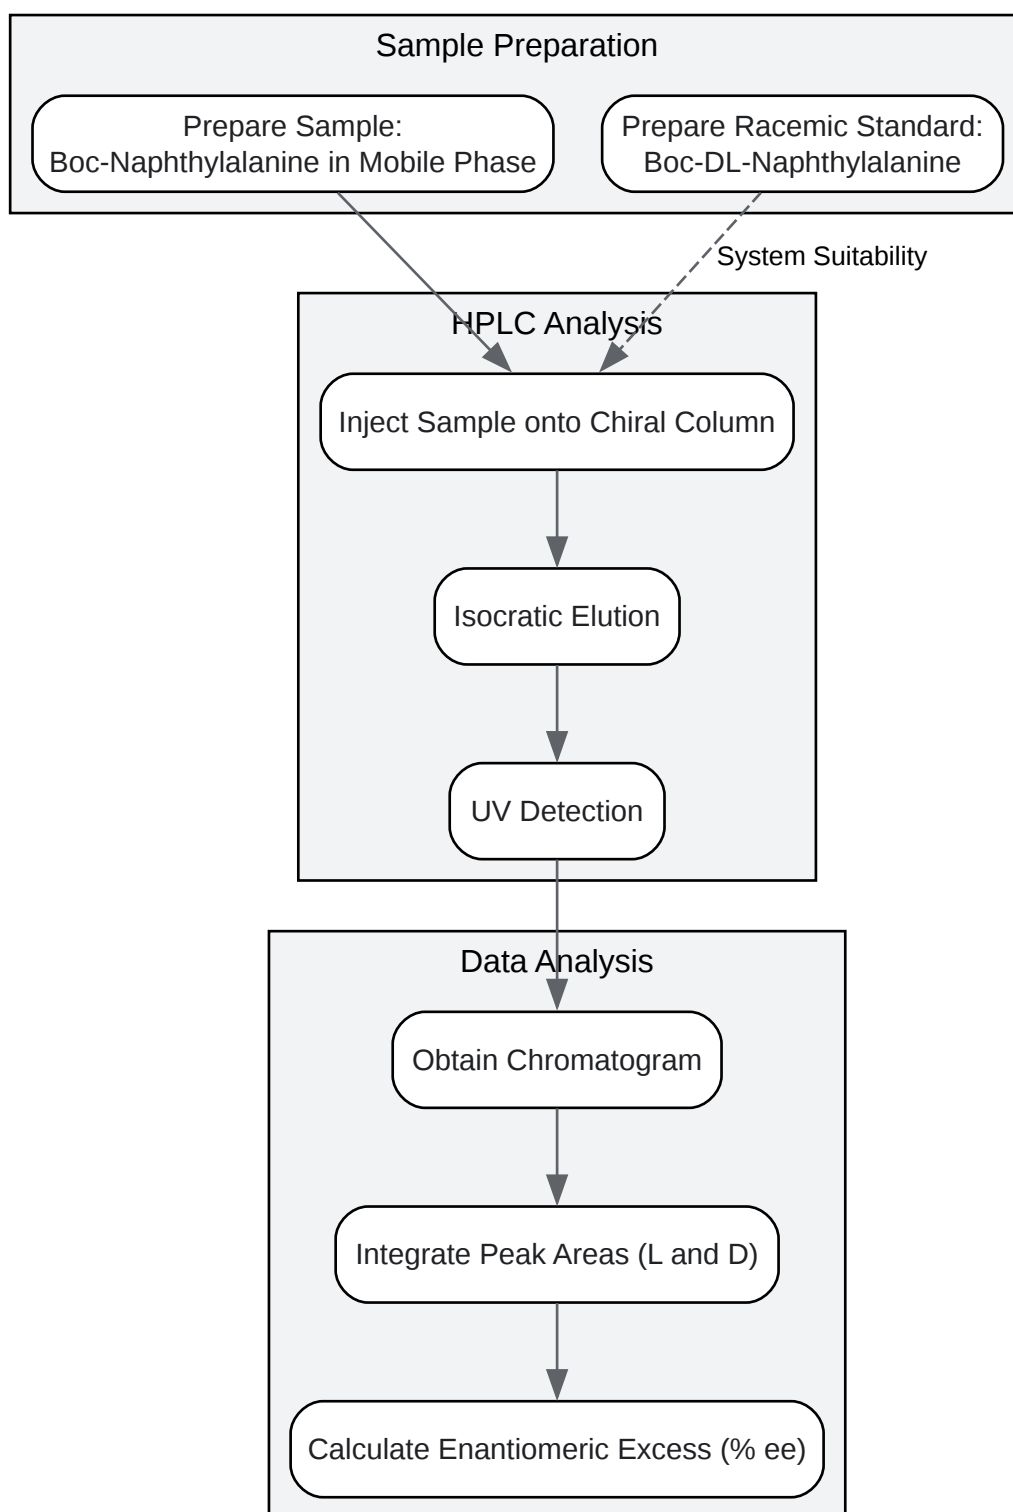 Sample Preparation
Prepare Sample:
Boc-Naphthylalanine in Mobile Phase
Prepare Racemic Standard:
Boc-DL-Naphthylalanine
System Suitability
HPLC Analysis
Inject Sample onto Chiral Column
Isocratic Elution
UV Detection
Data Analysis
Obtain Chromatogram
Integrate Peak Areas (L and D)
Calculate Enantiomeric Excess (% ee)